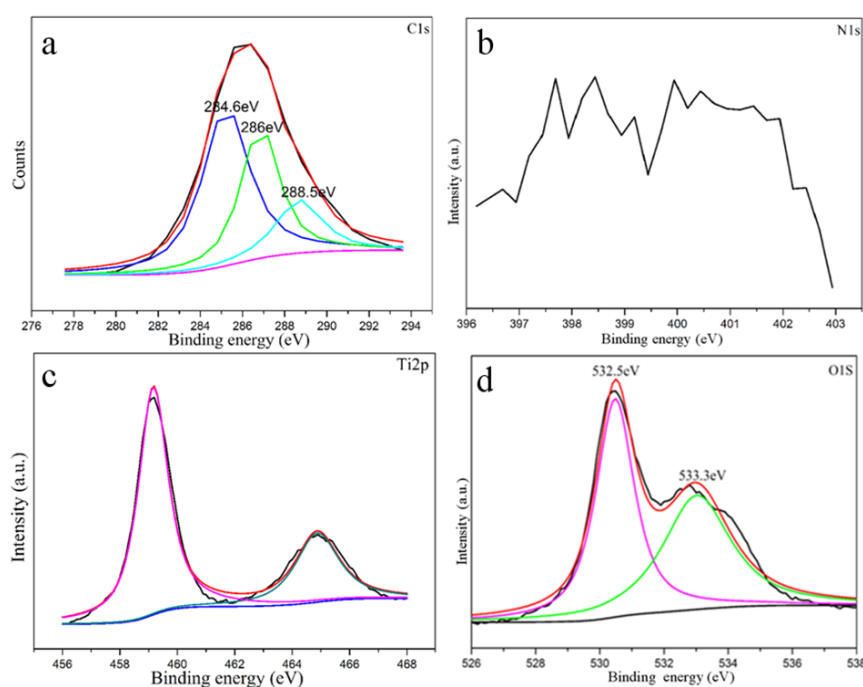 a
C1s
284.6eV
286eV
288.5eV
Counts
276 278 280 282 284 286 288 290 292 294
Binding energy (eV)
b
N1s
Intensity (a.u.)
396 397 398 399 400 401 402 403
Binding energy (eV)
c
Ti2p
Intensity (a.u.)
456 458 460 462 464 466 468
Binding energy (eV)
d
O1S
532.5eV
533.3eV
Intensity (a.u.)
526 528 530 532 534 536 538
Binding energy (eV)